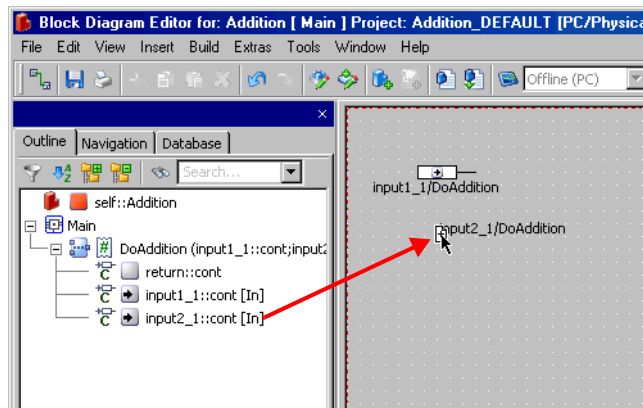 Block Diagram Editor for: Addition [ Main ] Project: Addition_DEFAULT [PC/Physica
File Edit View Insert Build Extras Tools Window Help
Offline (PC)
Outline Navigation Database
Search...
self::Addition
Main
DoAddition (input1_1::cont;input2
return::cont
input1_1::cont [In]
input2_1::cont [In]
input1_1/DoAddition
input2_1/DoAddition